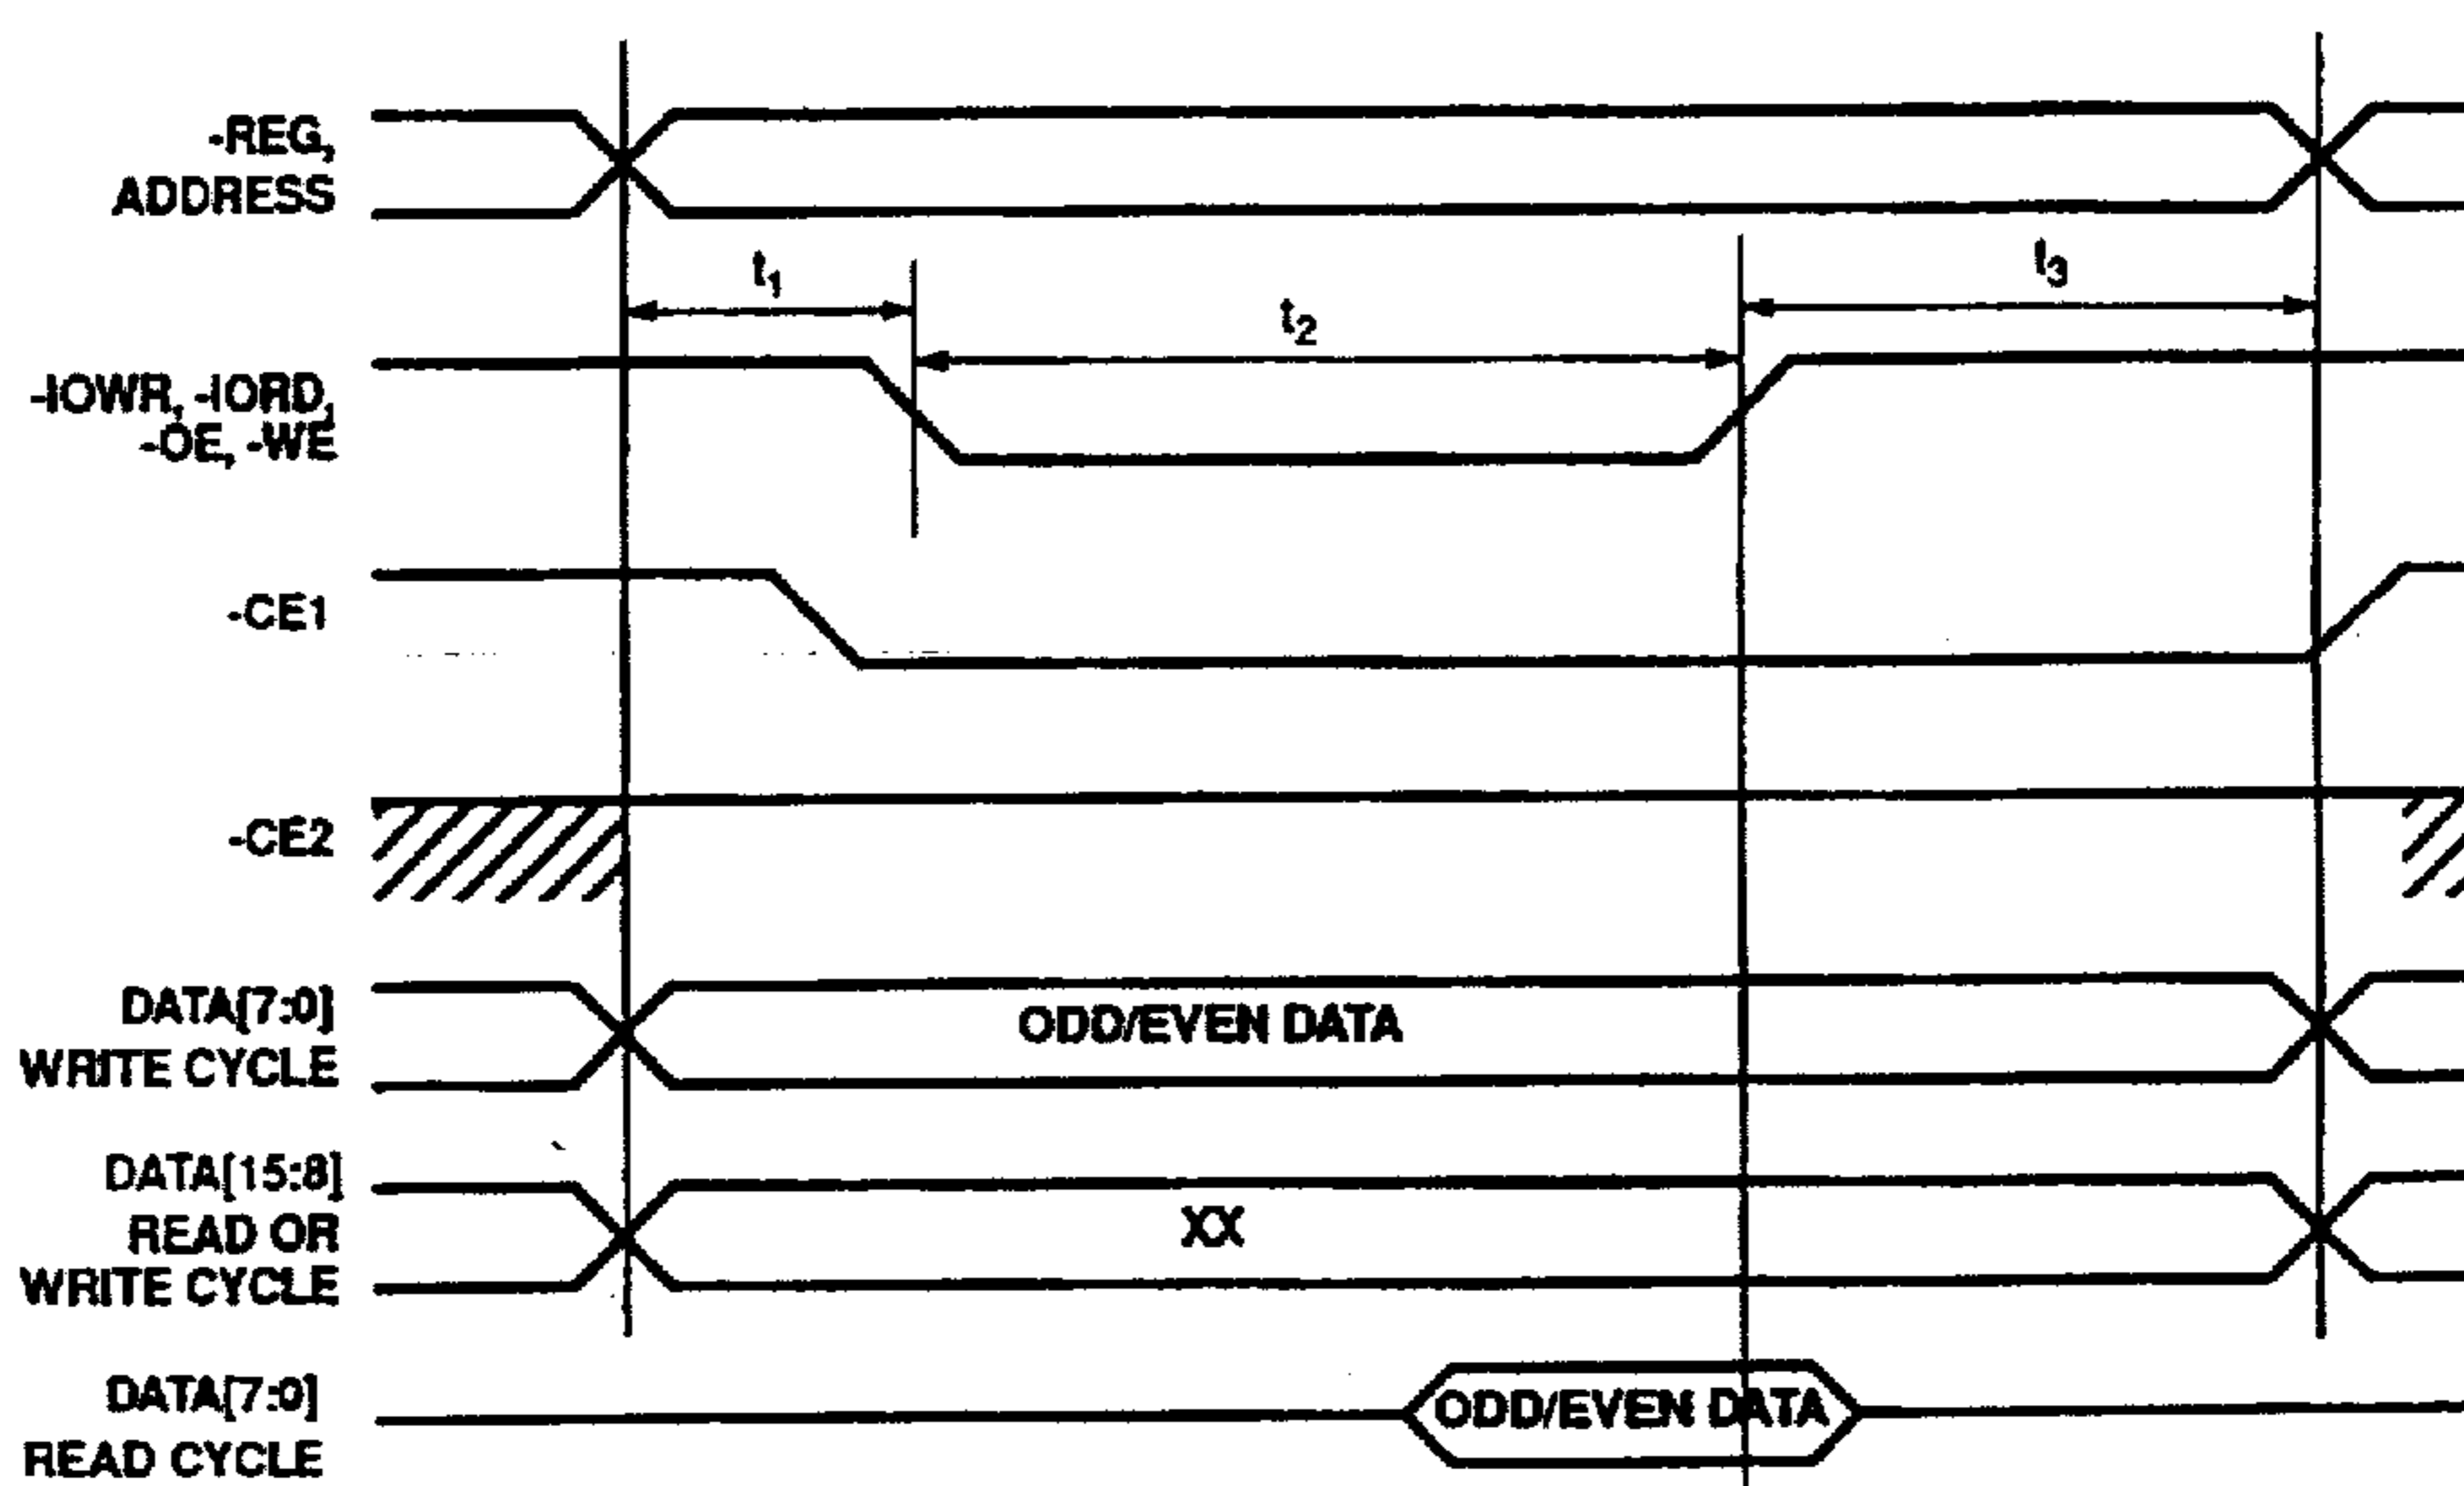 -REG,
ADDRESS
t1
t2
t3
-IOWR, -IORD,
-OE, -WE
-CE1
-CE2
DATA[7:0]
WRITE CYCLE
ODD/EVEN DATA
DATA[15:8]
READ OR
WRITE CYCLE
XX
DATA[7:0]
READ CYCLE
ODD/EVEN DATA